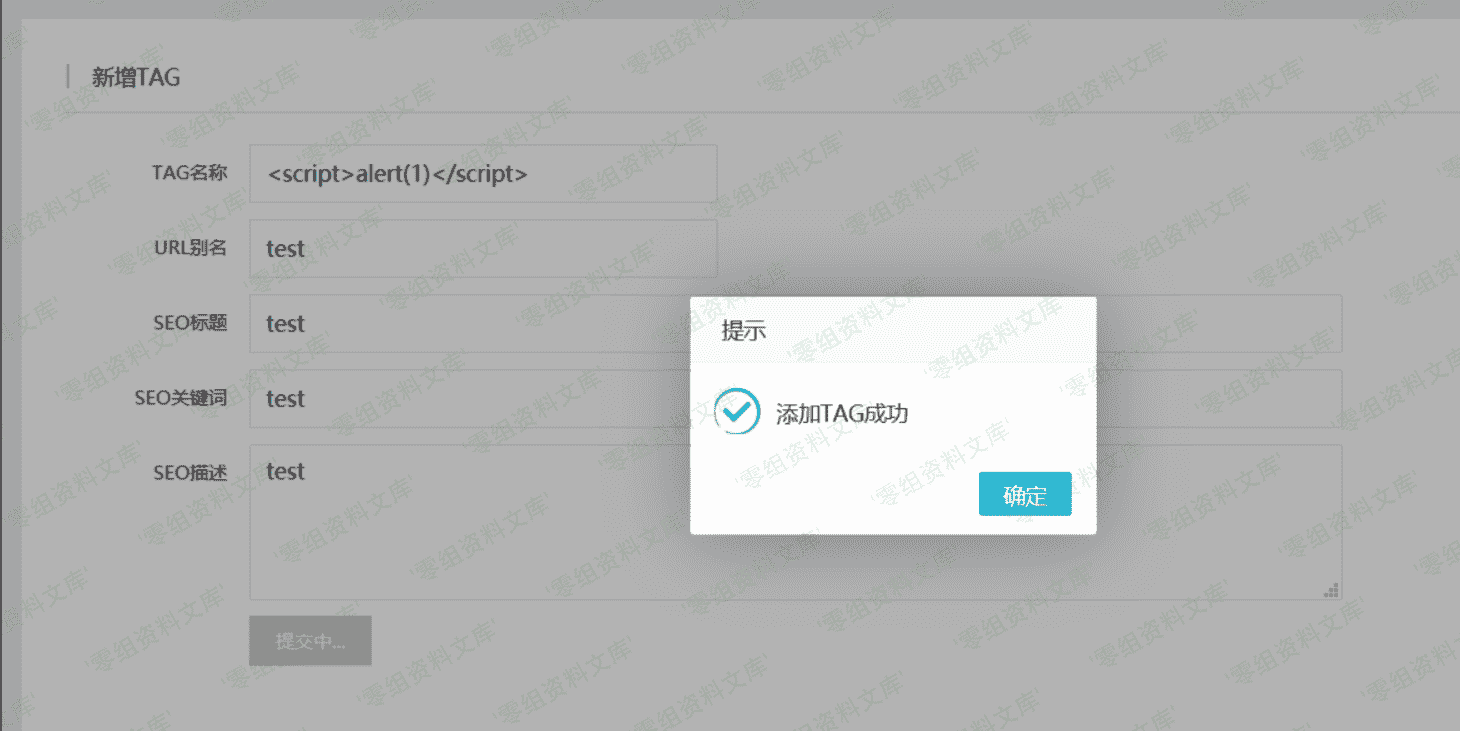 新增TAG
TAG名称 <script>alert(1)</script>
URL别名 test
SEO标题 test
SEO关键词 test
SEO描述 test
提示
添加TAG成功
确定
提交中...
'零组资料文库'